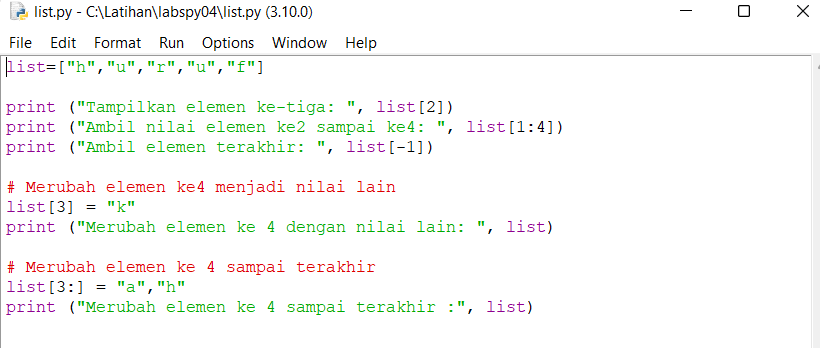 list.py - C:\Latihan\labspy04\list.py (3.10.0)
File Edit Format Run Options Window Help
list=["h","u","r","u","f"]
print ("Tampilkan elemen ke-tiga: ", list[2])
print ("Ambil nilai elemen ke2 sampai ke4: ", list[1:4])
print ("Ambil elemen terakhir: ", list[-1])
# Merubah elemen ke4 menjadi nilai lain
list[3] = "k"
print ("Merubah elemen ke 4 dengan nilai lain: ", list)
# Merubah elemen ke 4 sampai terakhir
list[3:] = "a","h"
print ("Merubah elemen ke 4 sampai terakhir :", list)